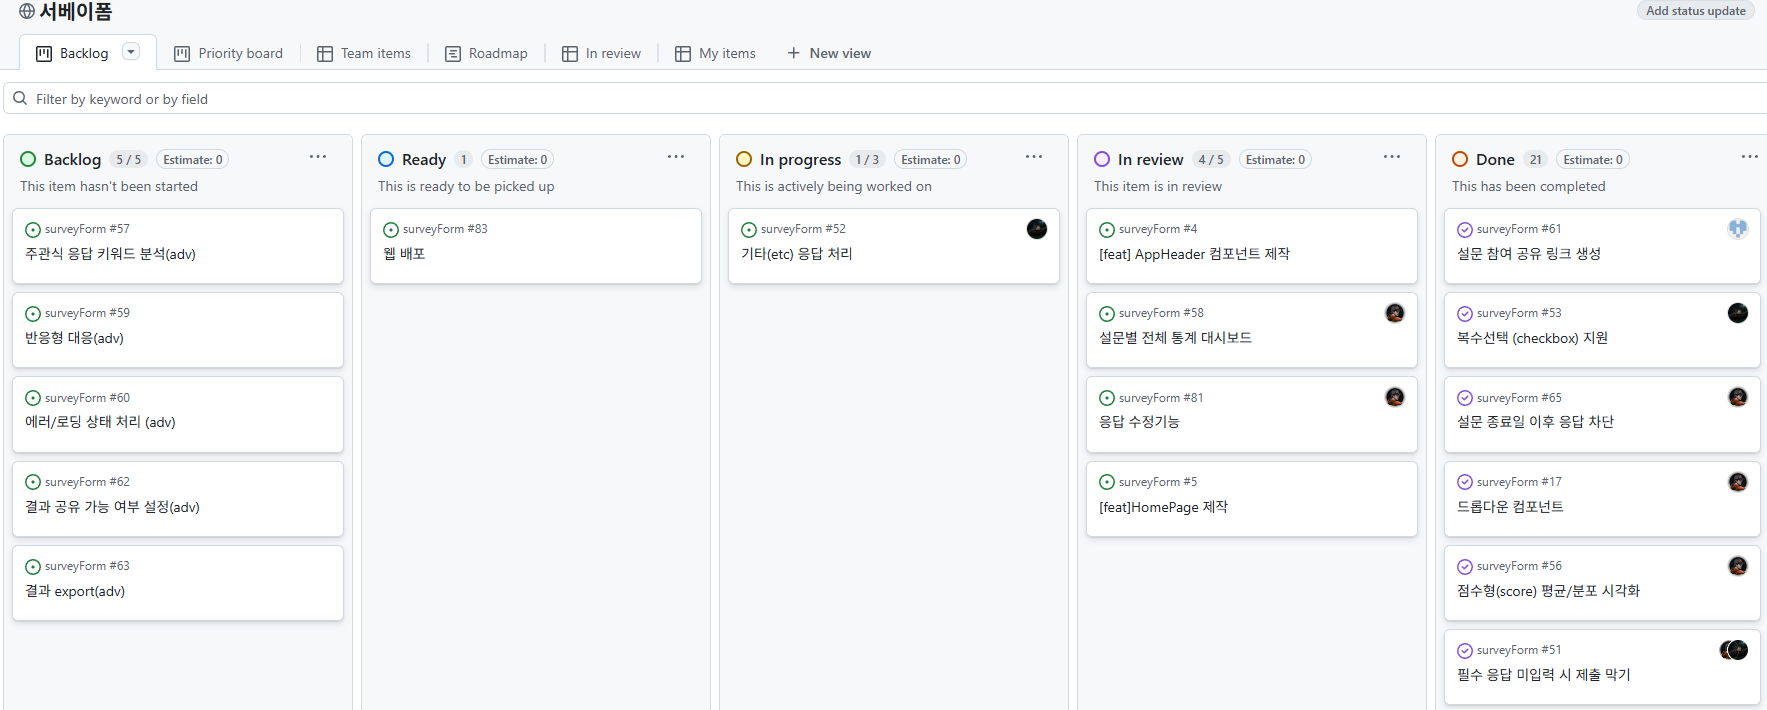 서베이폼
Add status update
Backlog
Priority board
Team items
Roadmap
In review
My items
New view
Filter by keyword or by field
Backlog 5 / 5 Estimate: 0
This item hasn't been started
surveyForm #57
주관식 응답 키워드 분석(adv)
surveyForm #59
반응형 대응(adv)
surveyForm #60
에러/로딩 상태 처리 (adv)
surveyForm #62
결과 공유 가능 여부 설정(adv)
surveyForm #63
결과 export(adv)
Ready 1 Estimate: 0
This is ready to be picked up
surveyForm #83
웹 배포
In progress 1 / 3 Estimate: 0
This is actively being worked on
surveyForm #52
기타(etc) 응답 처리
In review 4 / 5 Estimate: 0
This item is in review
surveyForm #4
[feat] AppHeader 컴포넌트 제작
surveyForm #58
설문별 전체 통계 대시보드
surveyForm #81
응답 수정기능
surveyForm #5
[feat]HomePage 제작
Done 21 Estimate: 0
This has been completed
surveyForm #61
설문 참여 공유 링크 생성
surveyForm #53
복수선택 (checkbox) 지원
surveyForm #65
설문 종료일 이후 응답 차단
surveyForm #17
드롭다운 컴포넌트
surveyForm #56
점수형(score) 평균/분포 시각화
surveyForm #51
필수 응답 미입력 시 제출 막기